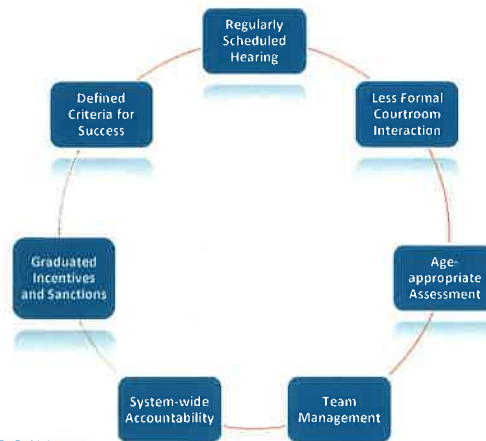 Regularly
Scheduled
Hearing
Less Formal
Courtroom
Interaction
Age-
appropriate
Assessment
Team
Management
System-wide
Accountability
Graduated
Incentives
and Sanctions
Defined
Criteria for
Success